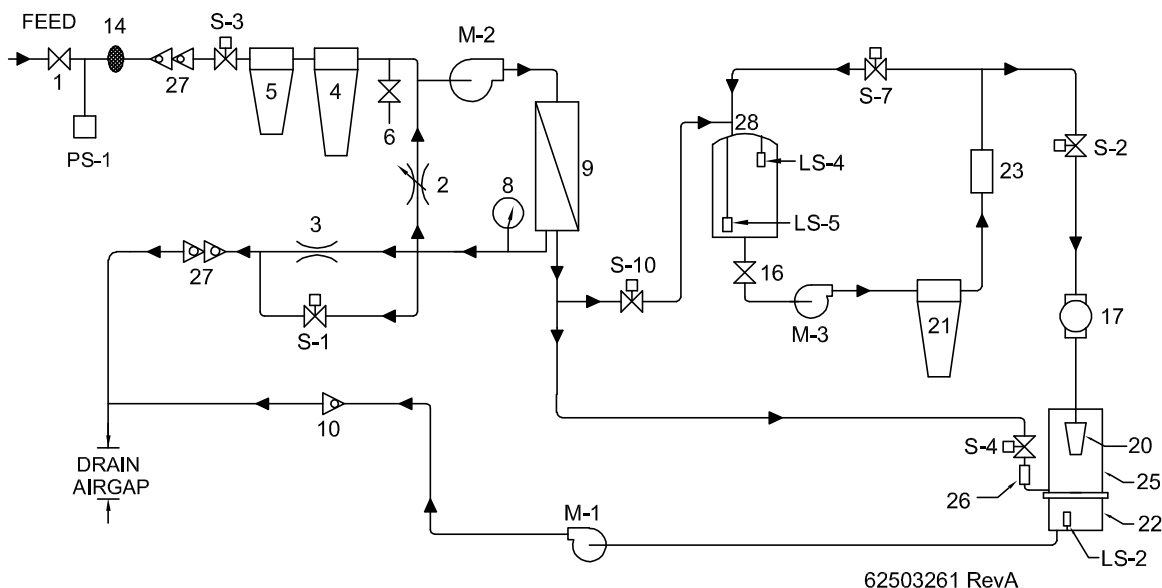 FEED
14
S-3
M-2
1
27
5
4
6
PS-1
S-7
28
LS-4
S-2
23
2
8
9
3
LS-5
27
S-10
16
S-1
M-3
21
17
10
S-4
20
DRAIN
AIRGAP
26
25
M-1
22
LS-2
62503261 RevA